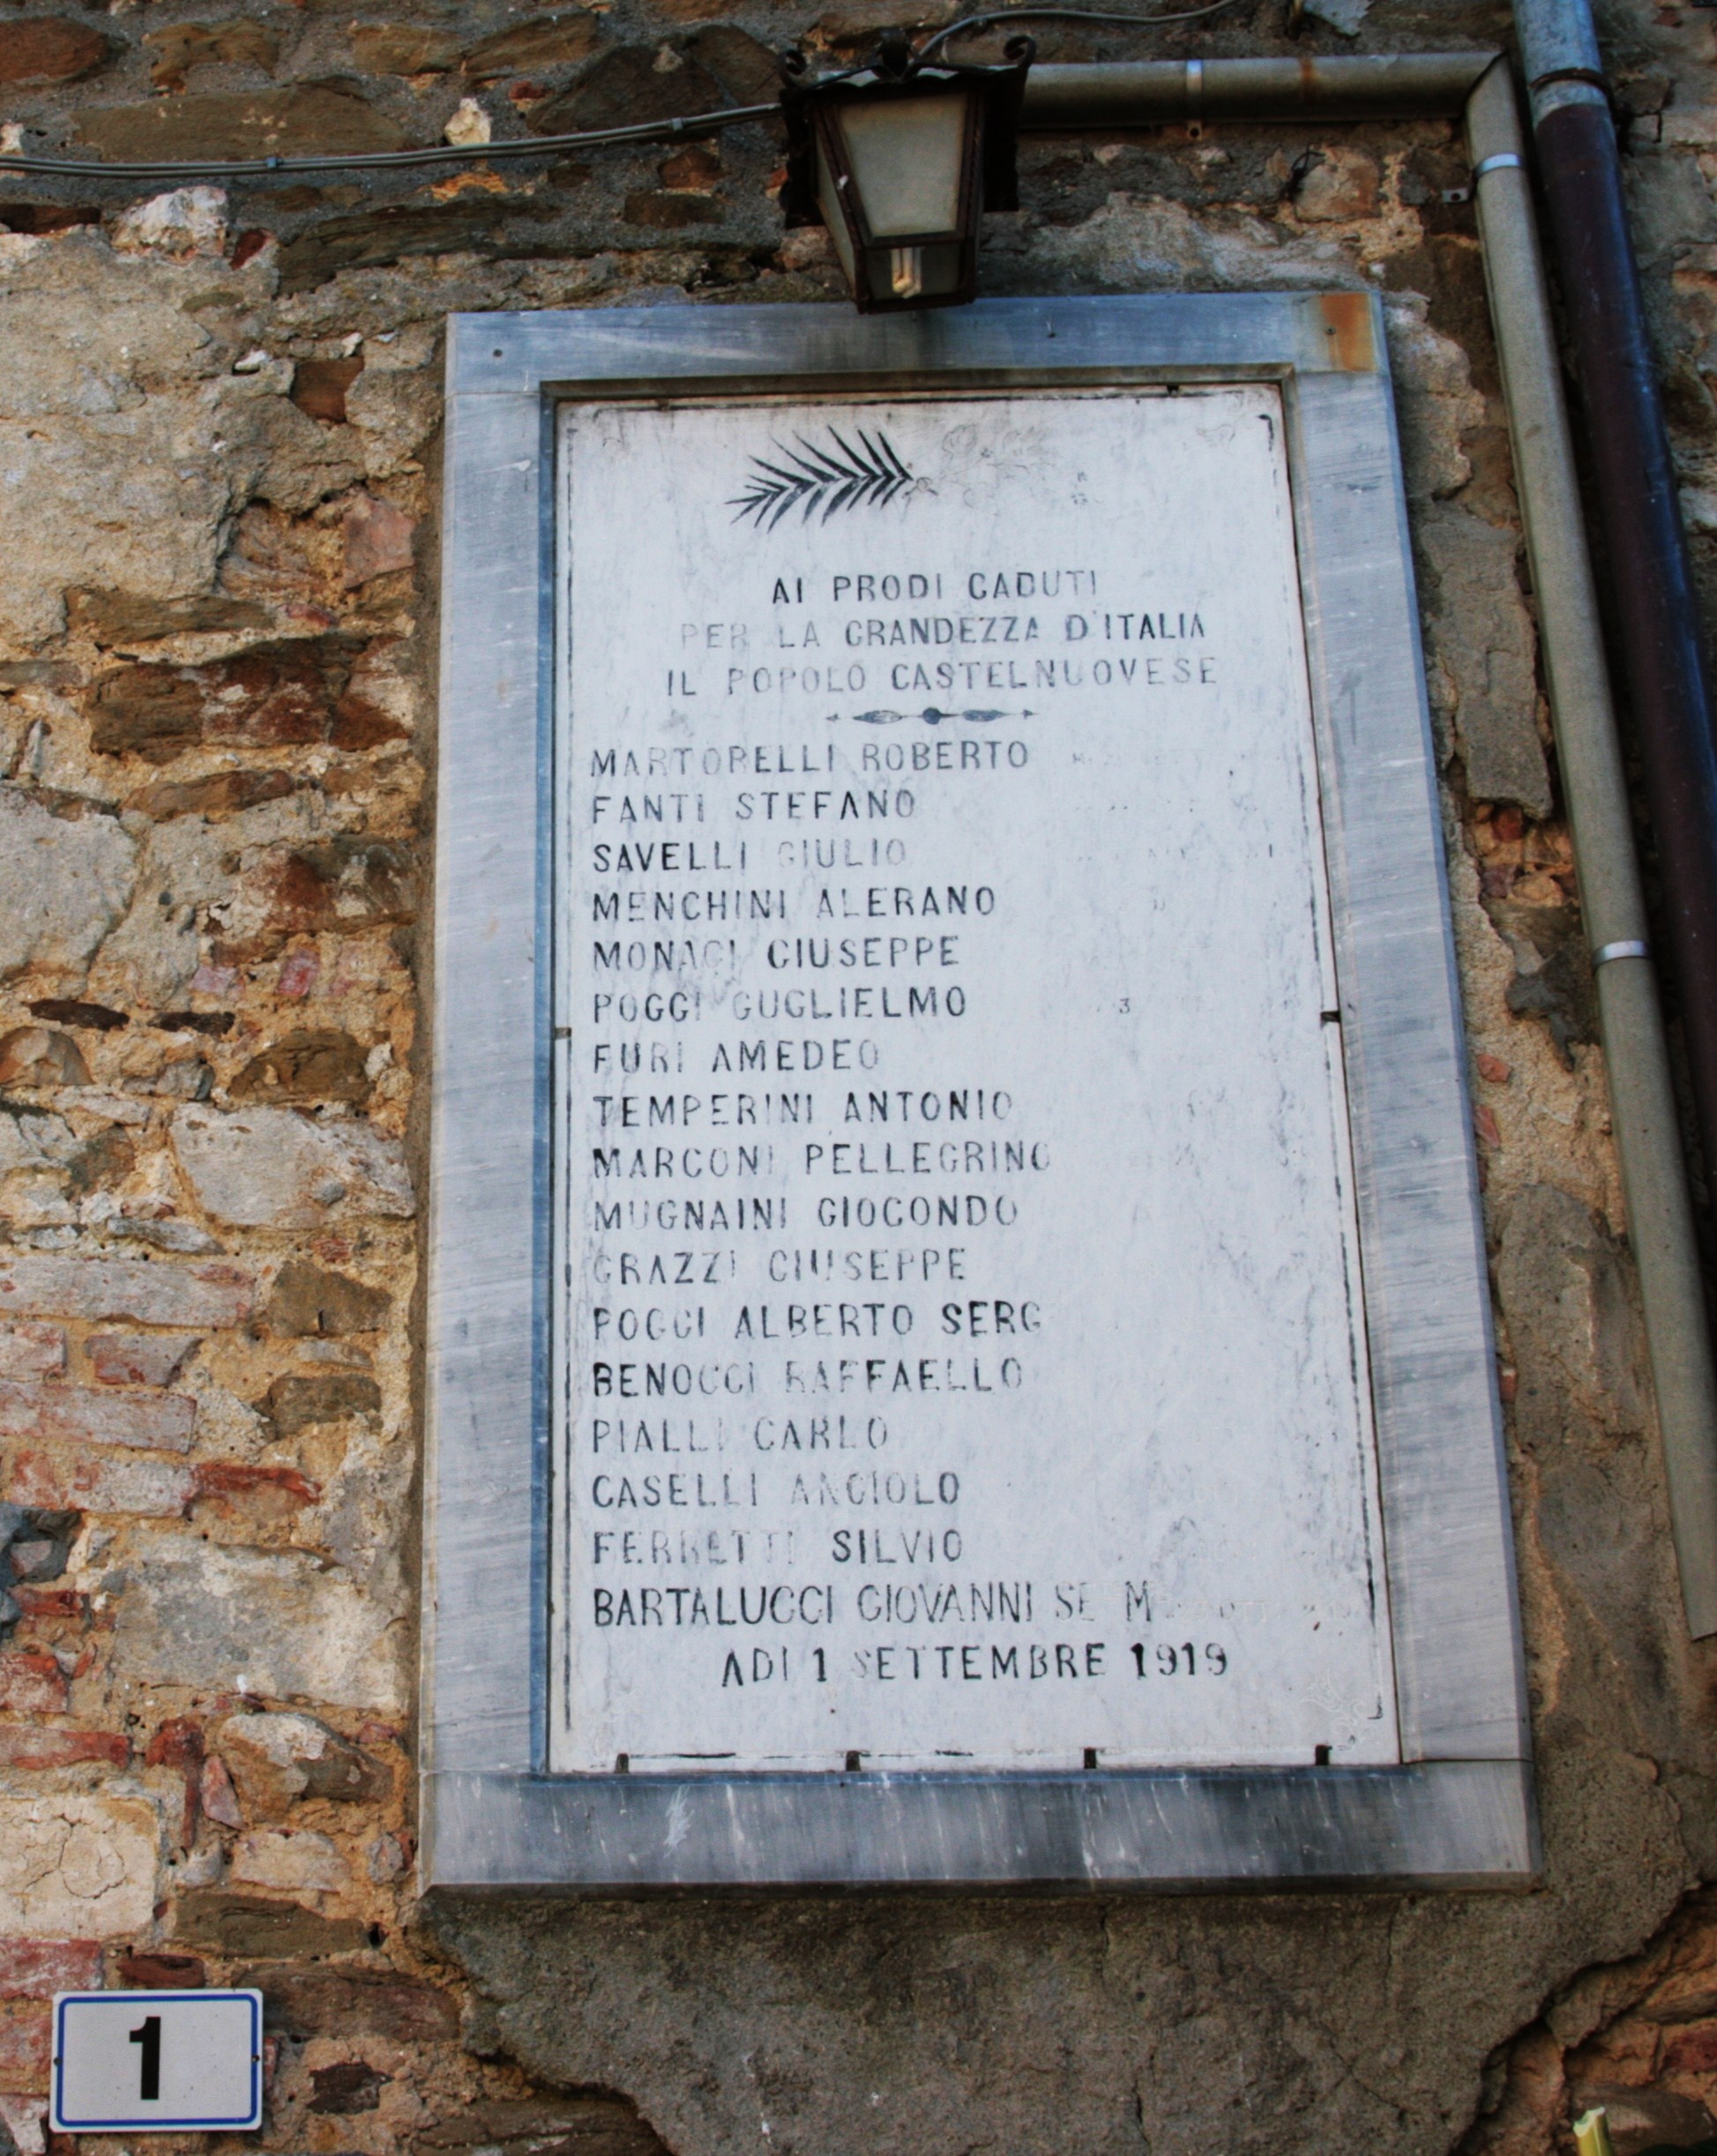 AI PRODI CADUTI
PER LA GRANDEZZA D'ITALIA
IL POPOLO CASTELNUOVESE
MARTORELLI ROBERTO
FANTI STEFANO
SAVELLI GIULIO
MENCHINI ALERANO
MONACI GIUSEPPE
POGGI GUGLIELMO
FURI AMEDEO
TEMPERINI ANTONIO
MARCONI PELLEGRINO
MUGNAINI GIOCONDO
GRAZZI GIUSEPPE
POGGI ALBERTO SERG
BENOCCI RAFFAELLO
PIALLI CARLO
CASELLI ANGIOLO
FERRETTI SILVIO
BARTALUCCI GIOVANNI
ADI 1 SETTEMBRE 1919
1